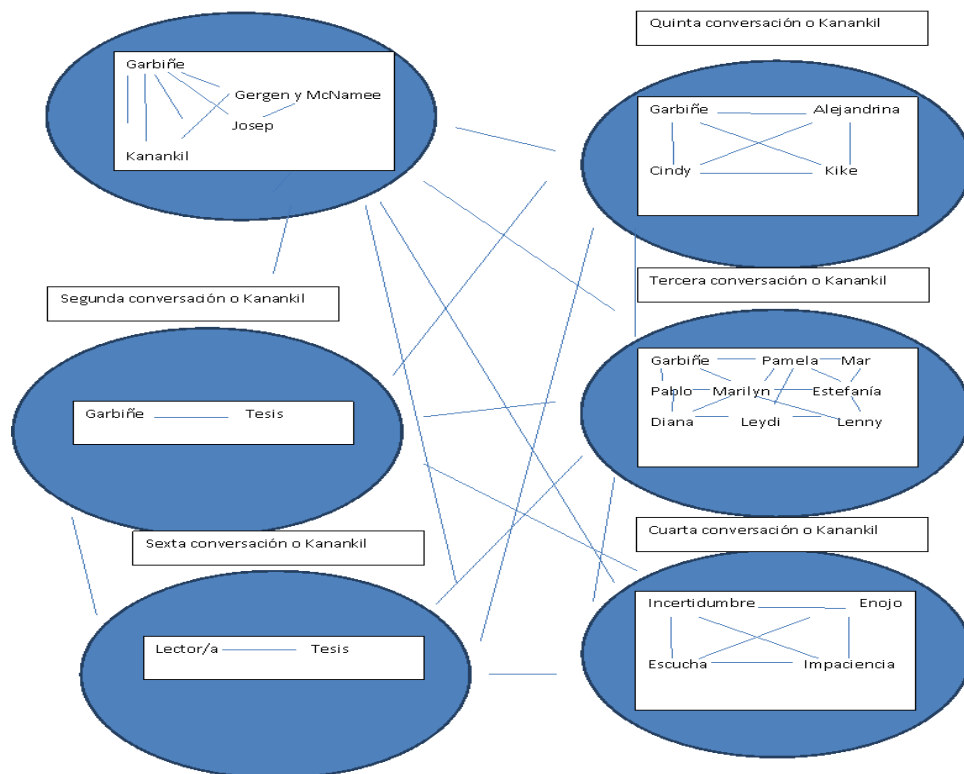 Garbiñe
Gergen y McNamee
Josep
Kanankil
Quinta conversación o Kanankil
Garbiñe Alejandrina
Cindy Kike
Segunda conversación o Kanankil
Garbiñe Tesis
Tercera conversación o Kanankil
Garbiñe Pamela Mar
Pablo Marilyn Estefanía
Diana Leydi Lenny
Sexta conversación o Kanankil
Lector/a Tesis
Cuarta conversación o Kanankil
Incertidumbre Enojo
Escucha Impaciencia